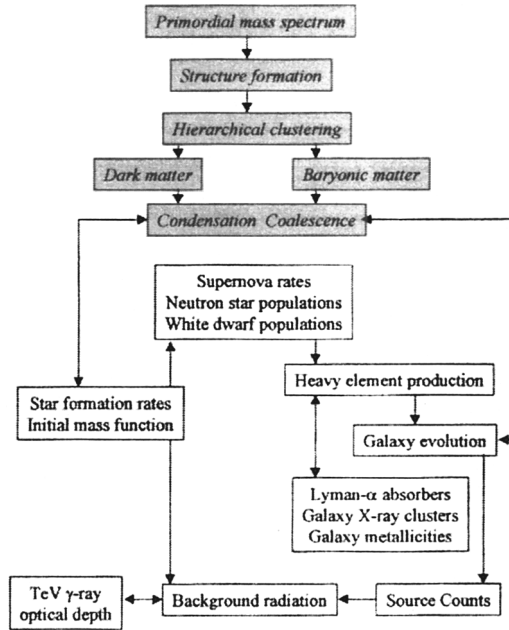 Primordial mass spectrum
Structure formation
Hierarchical clustering
Dark matter
Baryonic matter
Condensation Coalescence
Supernova rates
Neutron star populations
White dwarf populations
Heavy element production
Star formation rates
Initial mass function
Galaxy evolution
Lyman-α absorbers
Galaxy X-ray clusters
Galaxy metallicities
TeV γ-ray
optical depth
Background radiation
Source Counts